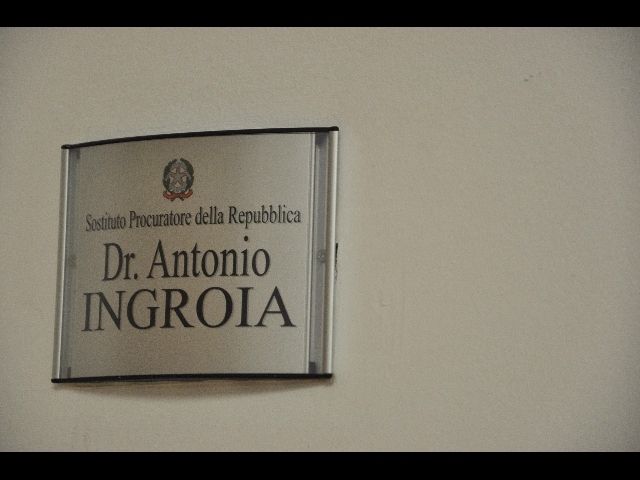 Sostituto Procuratore della Repubblica
Dr. Antonio
INGROIA